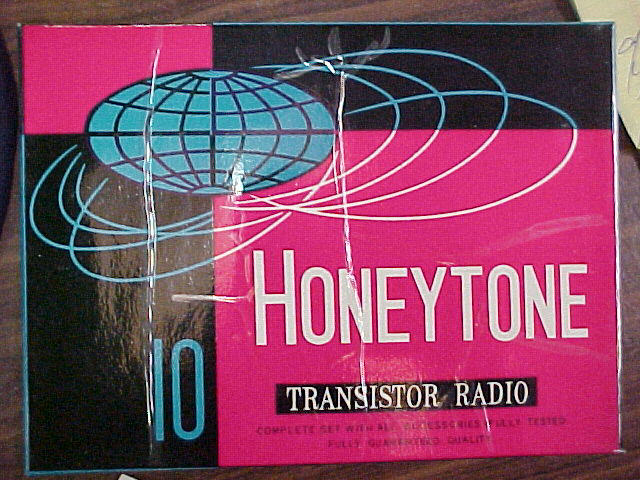 HONEYTONE
10
TRANSISTOR RADIO
COMPLETE SET WITH ALL ACCESSORIES FULLY TESTED
FULLY GUARANTEED QUALITY